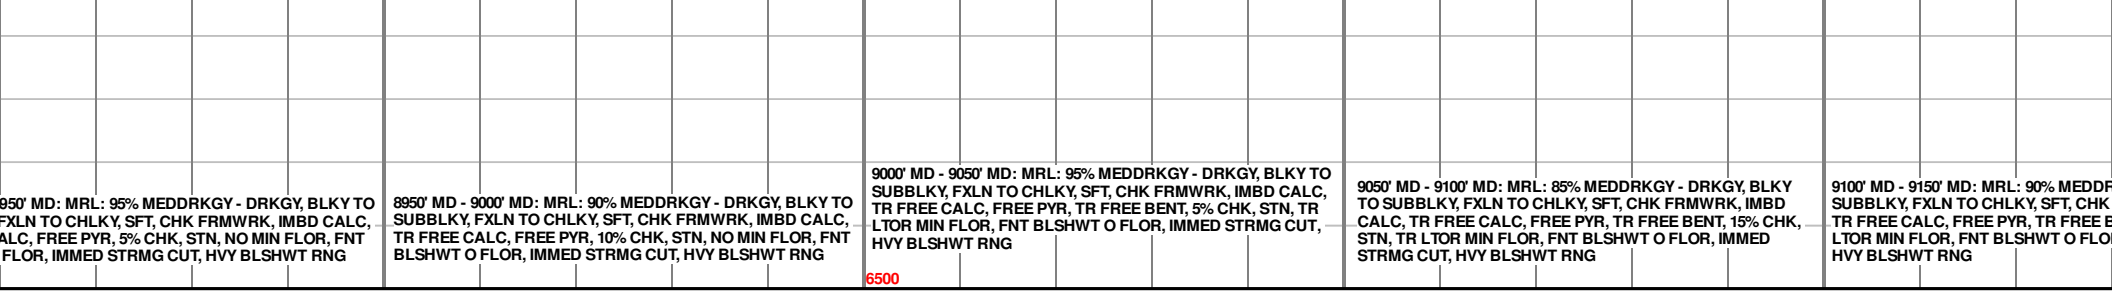 950' MD: MRL: 95% MEDDRKGY - DRKGY, BLKY TO
FXLN TO CHLKY, SFT, CHK FRMWRK, IMBD CALC,
ALC, FREE PYR, 5% CHK, STN, NO MIN FLOR, FNT
FLOR, IMMED STRMG CUT, HVY BLSHWT RNG
8950' MD - 9000' MD: MRL: 90% MEDDRKGY - DRKGY, BLKY TO
SUBBLKY, FXLN TO CHLKY, SFT, CHK FRMWRK, IMBD CALC,
TR FREE CALC, FREE PYR, 10% CHK, STN, NO MIN FLOR, FNT
BLSHWT O FLOR, IMMED STRMG CUT, HVY BLSHWT RNG
9000' MD - 9050' MD: MRL: 95% MEDDRKGY - DRKGY, BLKY TO
SUBBLKY, FXLN TO CHLKY, SFT, CHK FRMWRK, IMBD CALC,
TR FREE CALC, FREE PYR, TR FREE BENT, 5% CHK, STN, TR
LTOR MIN FLOR, FNT BLSHWT O FLOR, IMMED STRMG CUT,
HVY BLSHWT RNG
6500
9050' MD - 9100' MD: MRL: 85% MEDDRKGY - DRKGY, BLKY
TO SUBBLKY, FXLN TO CHLKY, SFT, CHK FRMWRK, IMBD
CALC, TR FREE CALC, FREE PYR, TR FREE BENT, 15% CHK,
STN, TR LTOR MIN FLOR, FNT BLSHWT O FLOR, IMMED
STRMG CUT, HVY BLSHWT RNG
9100' MD - 9150' MD: MRL: 90% MEDDR
SUBBLKY, FXLN TO CHLKY, SFT, CHK
TR FREE CALC, FREE PYR, TR FREE B
LTOR MIN FLOR, FNT BLSHWT O FLO
HVY BLSHWT RNG